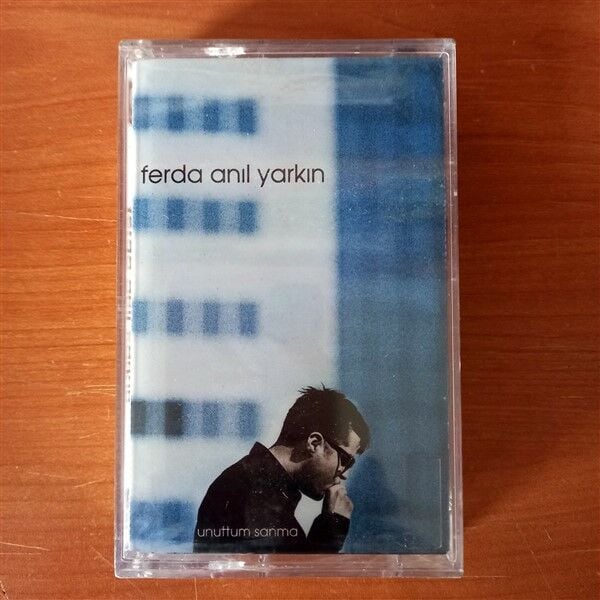 ferda anıl yarkın
unuttum sanma